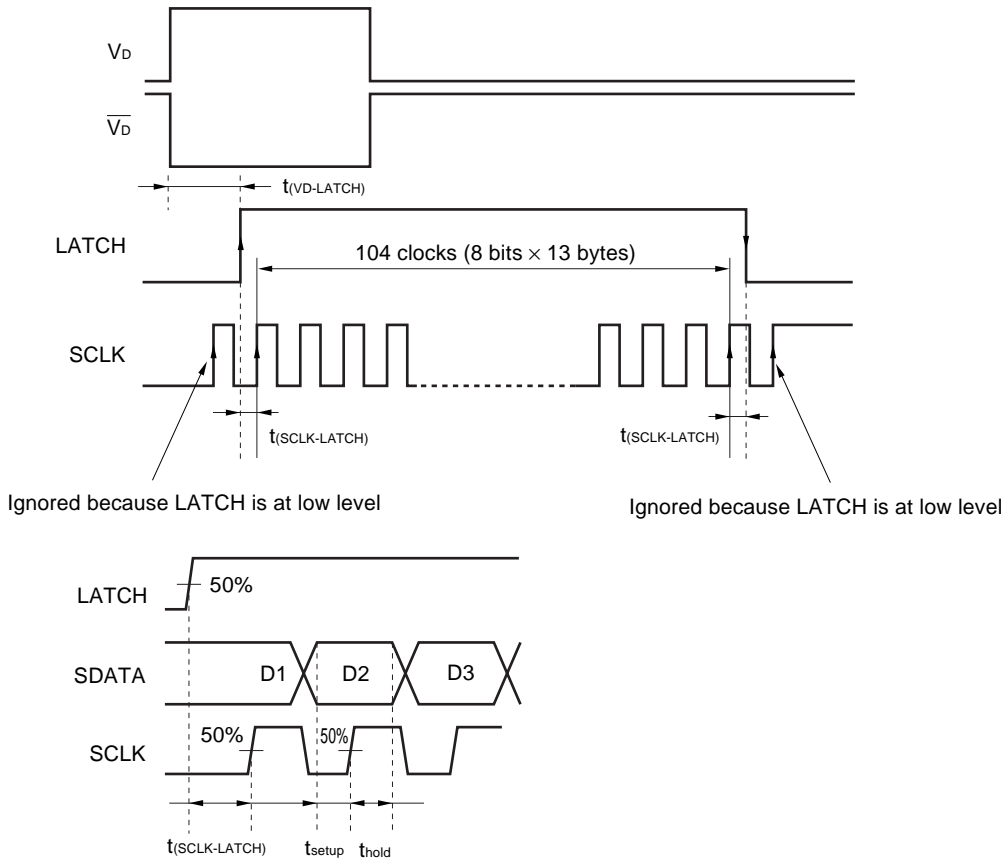 VD
VD
t(VD-LATCH)
LATCH
104 clocks (8 bits × 13 bytes)
SCLK
t(SCLK-LATCH)
t(SCLK-LATCH)
Ignored because LATCH is at low level
Ignored because LATCH is at low level
LATCH
50%
SDATA
D1
D2
D3
SCLK
50%
50%
t(SCLK-LATCH)
tsetup
thold